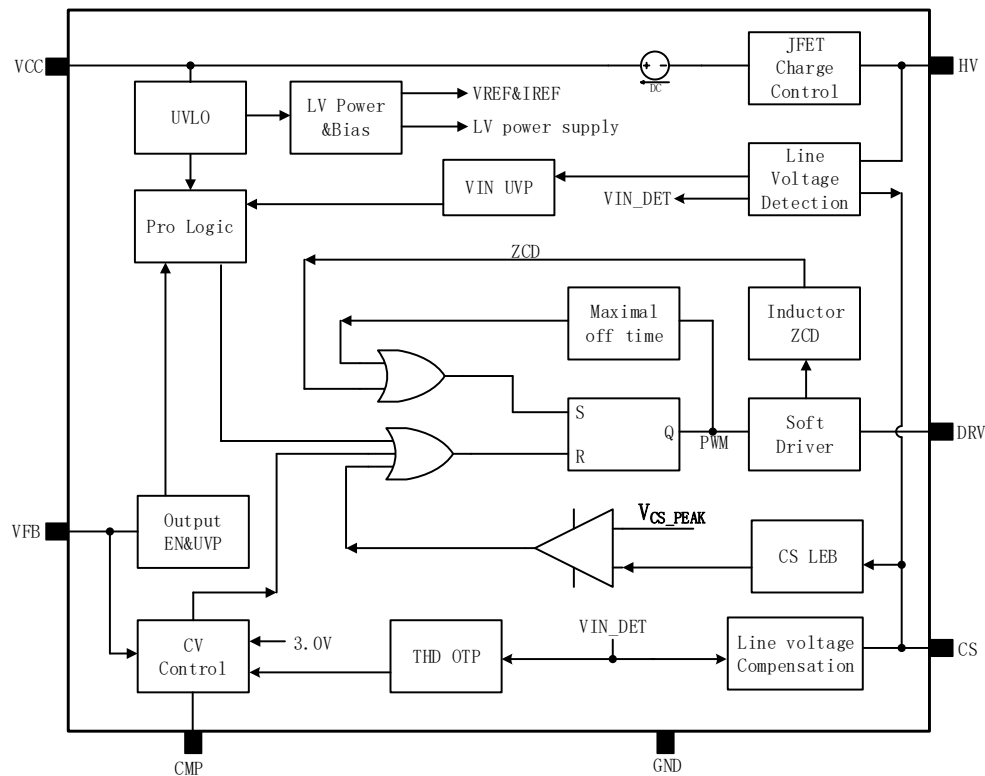 JFET
Charge
Control
VCC
+ -
DC
HV
UVLO
LV Power
&Bias
VREF&IREF
LV power supply
VIN UVP
VIN_DET
Line
Voltage
Detection
Pro Logic
ZCD
Maximal
off time
Inductor
ZCD
S
R
Q
PWM
Soft
Driver
DRV
VFB
Output
EN&UVP
VCS_PEAK
CS LEB
CV
Control
3.0V
THD OTP
VIN_DET
Line voltage
Compensation
CS
CMP
GND